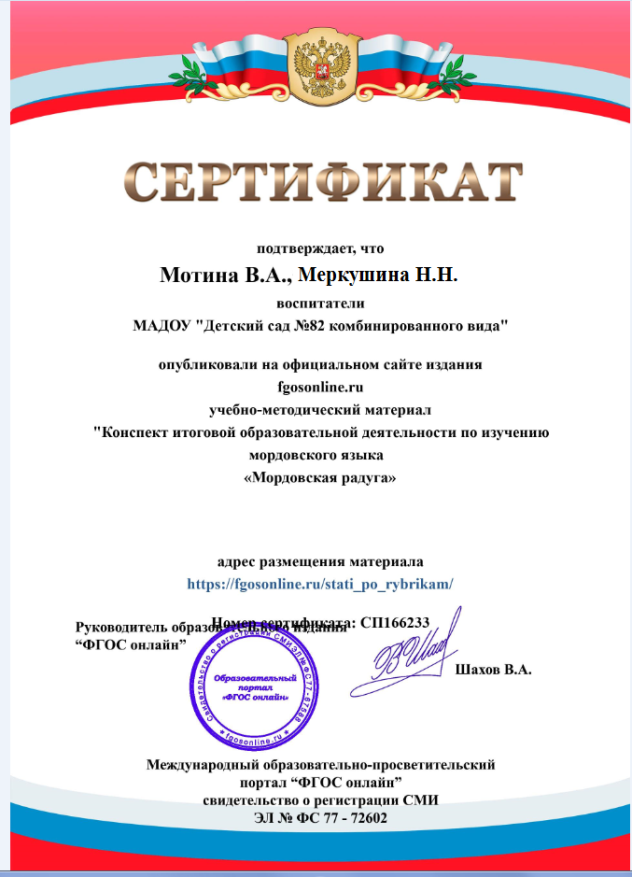 СЕРТИФИКАТ
подтверждает, что
Мотина В.А., Меркушина Н.Н.
воспитатели
МАДОУ "Детский сад №82 комбинированного вида"
опубликовали на официальном сайте издания
fgosonline.ru
учебно-методический материал
"Конспект итоговой образовательной деятельности по изучению
мордовского языка
«Мордовская радуга»
адрес размещения материала
https://fgosonline.ru/stati_po_rybrikam/
Номер сертификата: СП166233
Руководитель образовательного издания
“ФГОС онлайн”
Свидетельство о регистрации СМИ ЭЛ № ФС 77-67588
Образовательный
портал
«ФГОС онлайн»
* fgosonline.ru *
Шахов В.А.
Международный образовательно-просветительский
портал “ФГОС онлайн”
свидетельство о регистрации СМИ
ЭЛ № ФС 77 - 72602